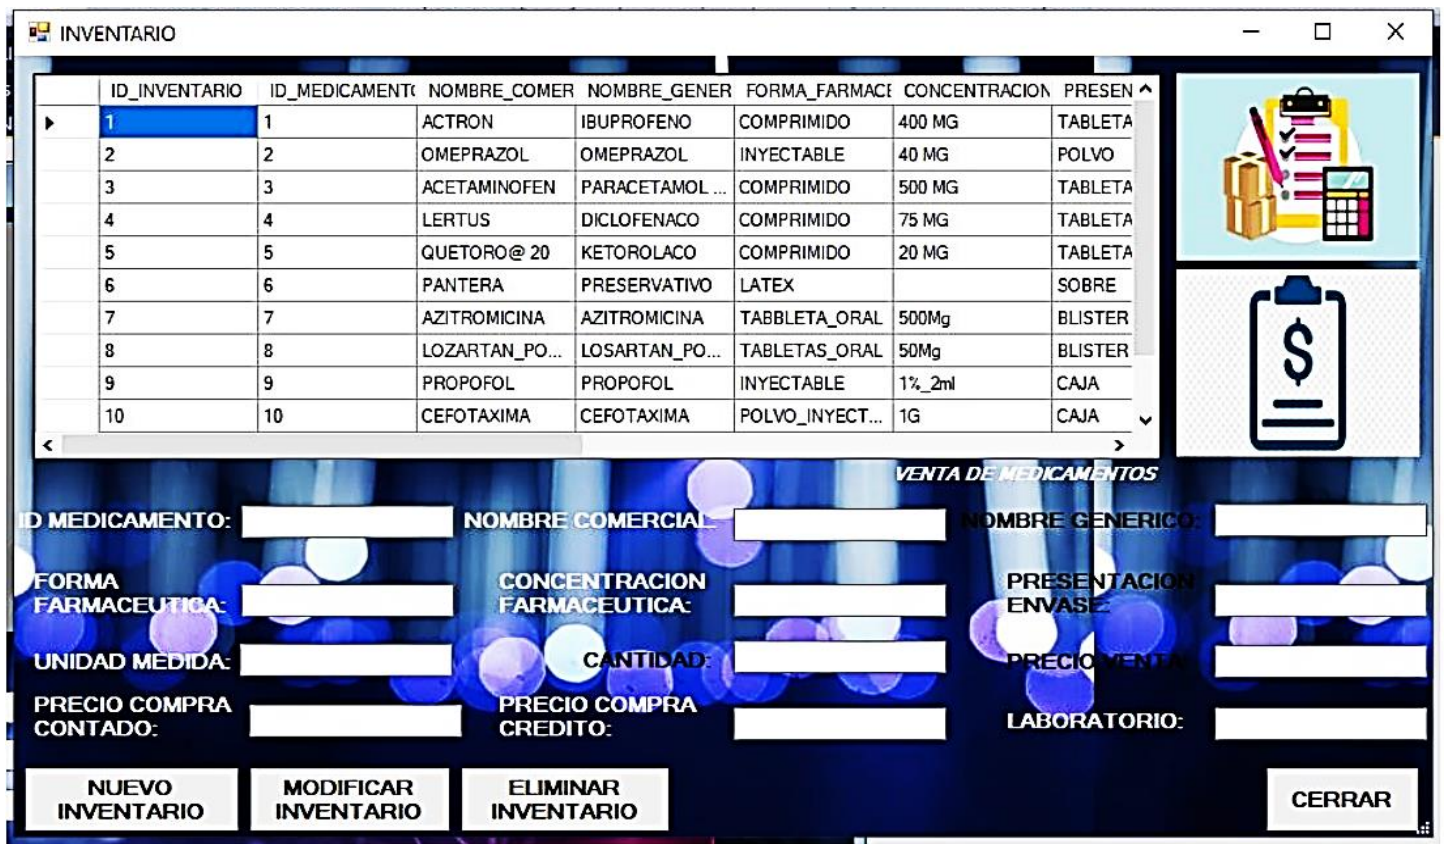 INVENTARIO
ID_INVENTARIO ID_MEDICAMENT( NOMBRE_COMER NOMBRE_GENER FORMA_FARMACE CONCENTRACION PRESEN
1 1 ACTRON IBUPROFENO COMPRIMIDO 400 MG TABLETA
2 2 OMEPRAZOL OMEPRAZOL INYECTABLE 40 MG POLVO
3 3 ACETAMINOFEN PARACETAMOL ... COMPRIMIDO 500 MG TABLETA
4 4 LERTUS DICLOFENACO COMPRIMIDO 75 MG TABLETA
5 5 QUETORO@ 20 KETOROLACO COMPRIMIDO 20 MG TABLETA
6 6 PANTERA PRESERVATIVO LATEX SOBRE
7 7 AZITROMICINA AZITROMICINA TABBLETA_ORAL 500Mg BLISTER
8 8 LOZARTAN_PO... LOSARTAN_PO... TABLETAS_ORAL 50Mg BLISTER
9 9 PROPOFOL PROPOFOL INYECTABLE 1%_2ml CAJA
10 10 CEFOTAXIMA CEFOTAXIMA POLVO_INYECT... 1G CAJA
$
VENTA DE MEDICAMENTOS
ID MEDICAMENTO: NOMBRE COMERCIAL: NOMBRE GENERICO:
FORMA
FARMACEUTICA:
CONCENTRACION
FARMACEUTICA:
PRESENTACION
ENVASE:
UNIDAD MEDIDA: CANTIDAD: PRECIO VENTA:
PRECIO COMPRA
CONTADO:
PRECIO COMPRA
CREDITO:
LABORATORIO:
NUEVO
INVENTARIO
MODIFICAR
INVENTARIO
ELIMINAR
INVENTARIO
CERRAR